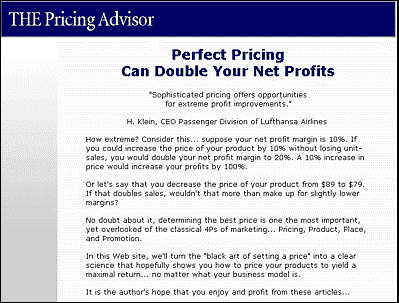 THE Pricing Advisor
Perfect Pricing
Can Double Your Net Profits
"Sophisticated pricing offers opportunities
for extreme profit improvements."
H. Klein, CEO Passenger Division of Lufthansa Airlines
How extreme? Consider this... suppose your net profit margin is 10%. If
you could increase the price of your product by 10% without losing unit-
sales, you would double your net profit margin to 20%. A 10% increase in
price would increase your profits by 100%.
Or let's say that you decrease the price of your product from $89 to $79.
If that doubles sales, wouldn't that more than make up for slightly lower
margins?
No doubt about it, determining the best price is one the most important,
yet overlooked of the classical 4Ps of marketing... Pricing, Product, Place,
and Promotion.
In this Web site, we'll turn the "black art of setting a price" into a clear
science that hopefully shows you how to price your products to yield a
maximal return... no matter what your business model is.
It is the author's hope that you enjoy and profit from these articles...